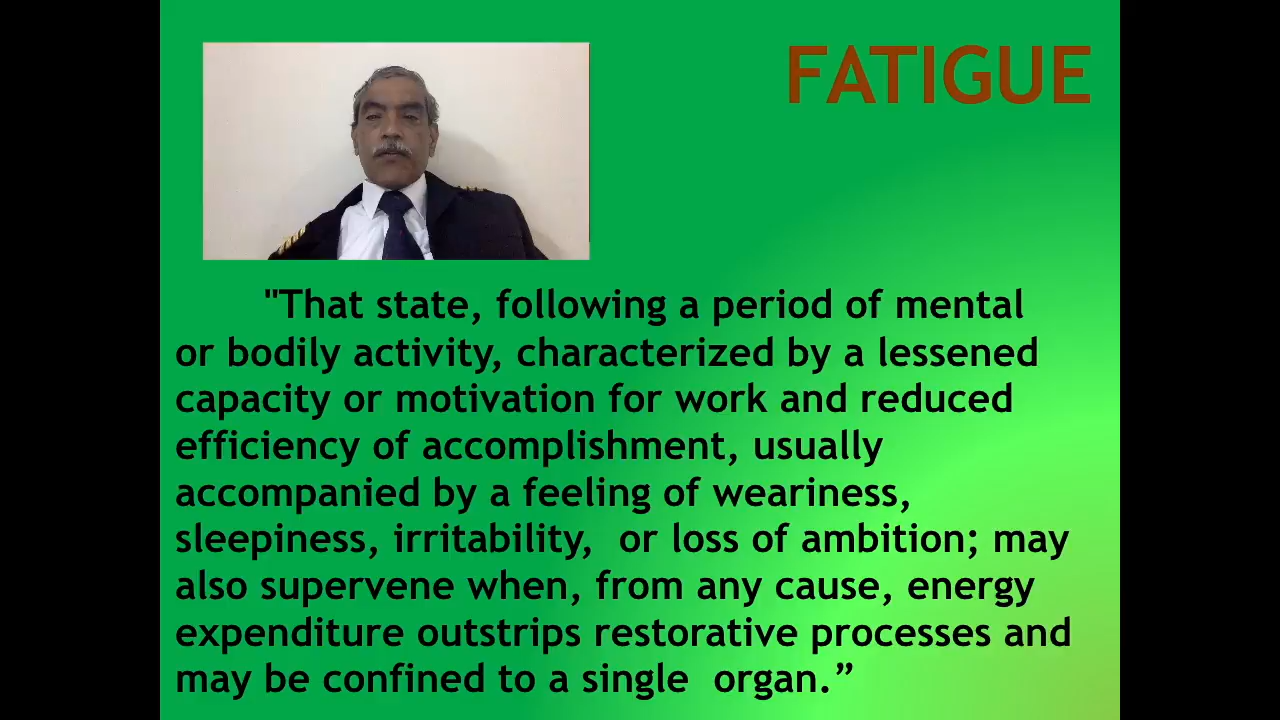 FATIGUE
"That state, following a period of mental
or bodily activity, characterized by a lessened
capacity or motivation for work and reduced
efficiency of accomplishment, usually
accompanied by a feeling of weariness,
sleepiness, irritability,  or loss of ambition; may
also supervene when, from any cause, energy
expenditure outstrips restorative processes and
may be confined to a single  organ.”